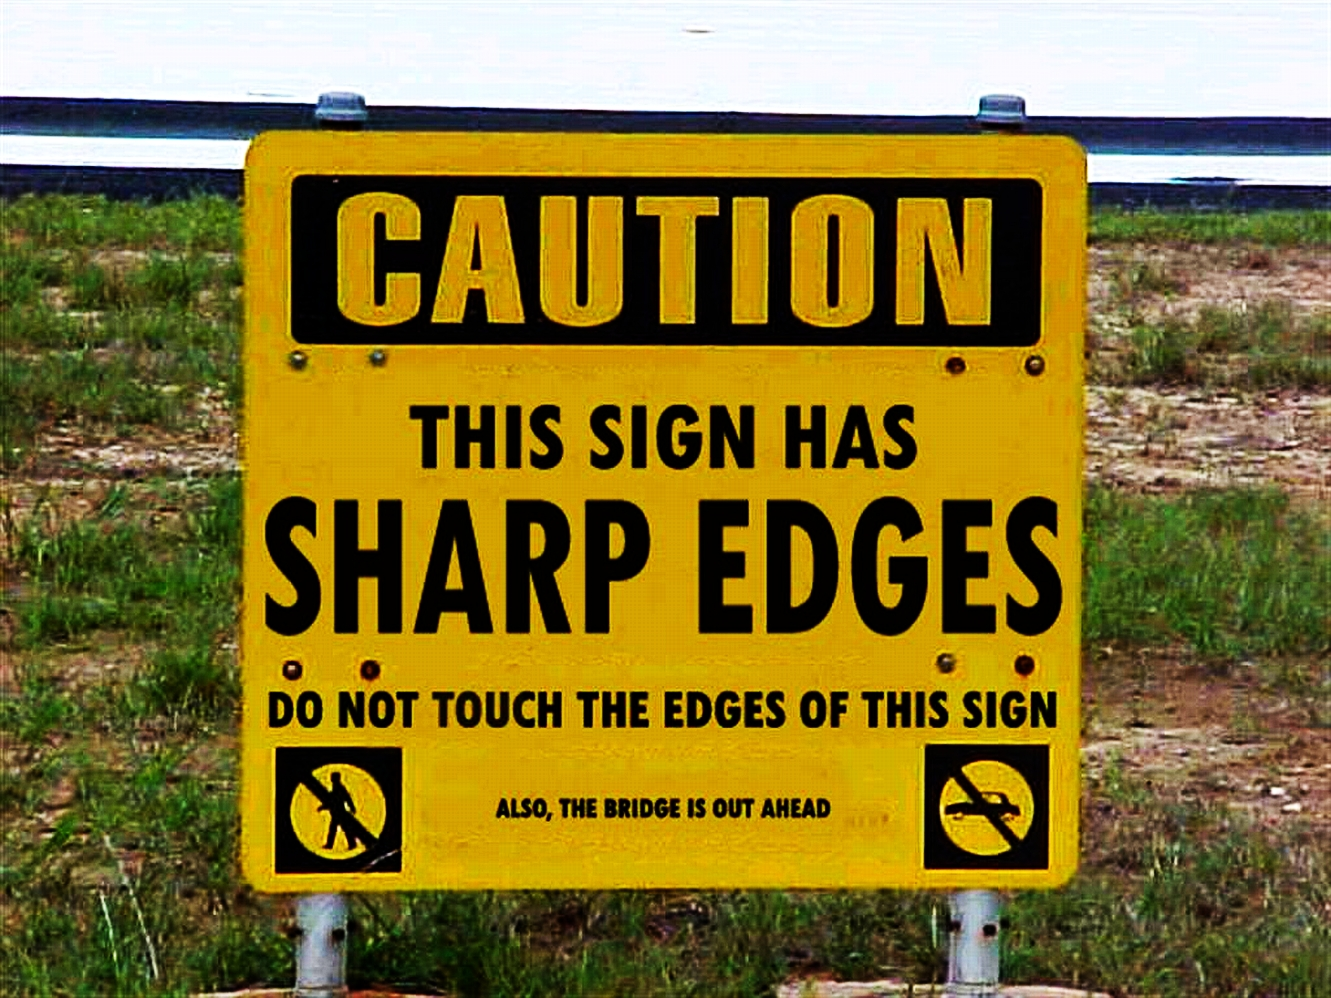 CAUTION
THIS SIGN HAS
SHARP EDGES
DO NOT TOUCH THE EDGES OF THIS SIGN
ALSO, THE BRIDGE IS OUT AHEAD